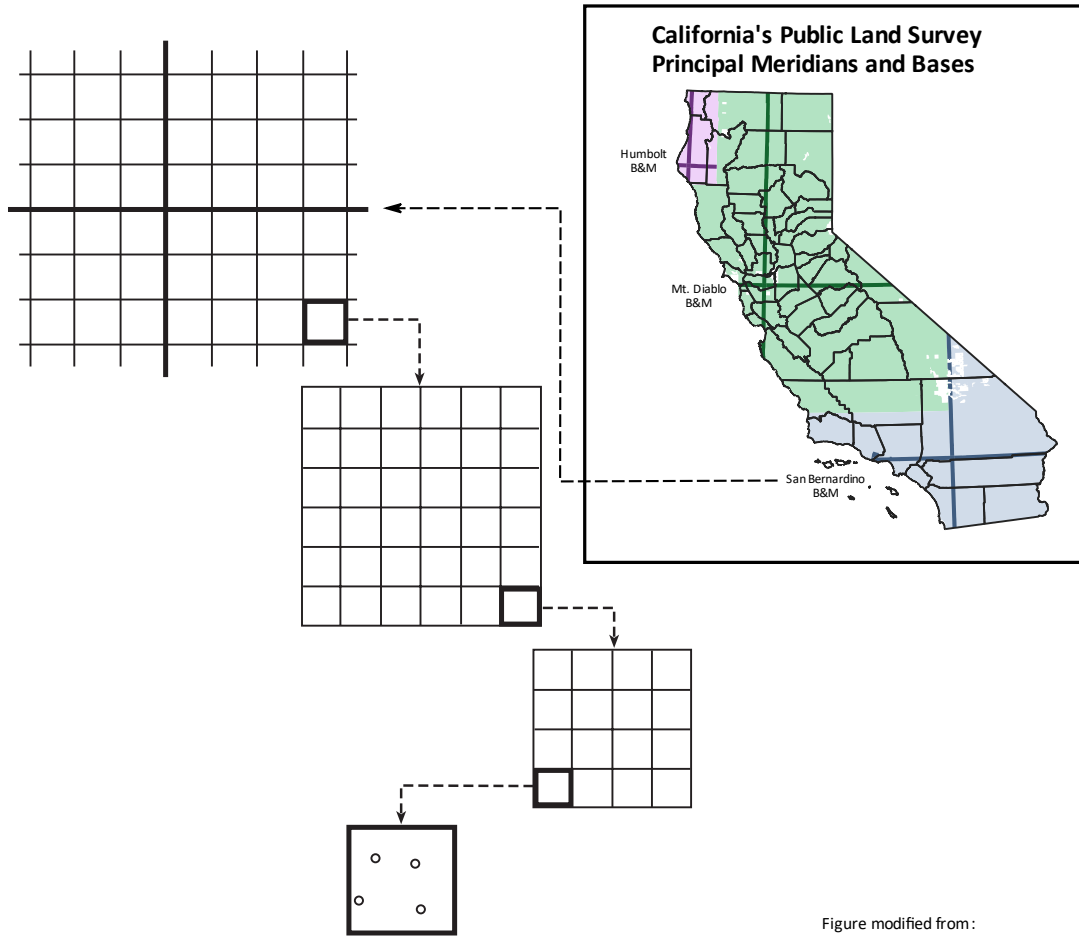 California's Public Land Survey
Principal Meridians and Bases
Humbolt
B&M
Mt. Diablo
B&M
San Bernardino
B&M
Figure modified from: